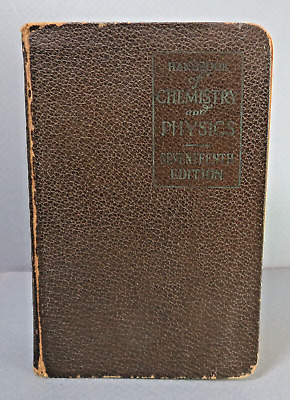 HANDBOOK
of
CHEMISTRY
and
PHYSICS
SEVENTEENTH
EDITION